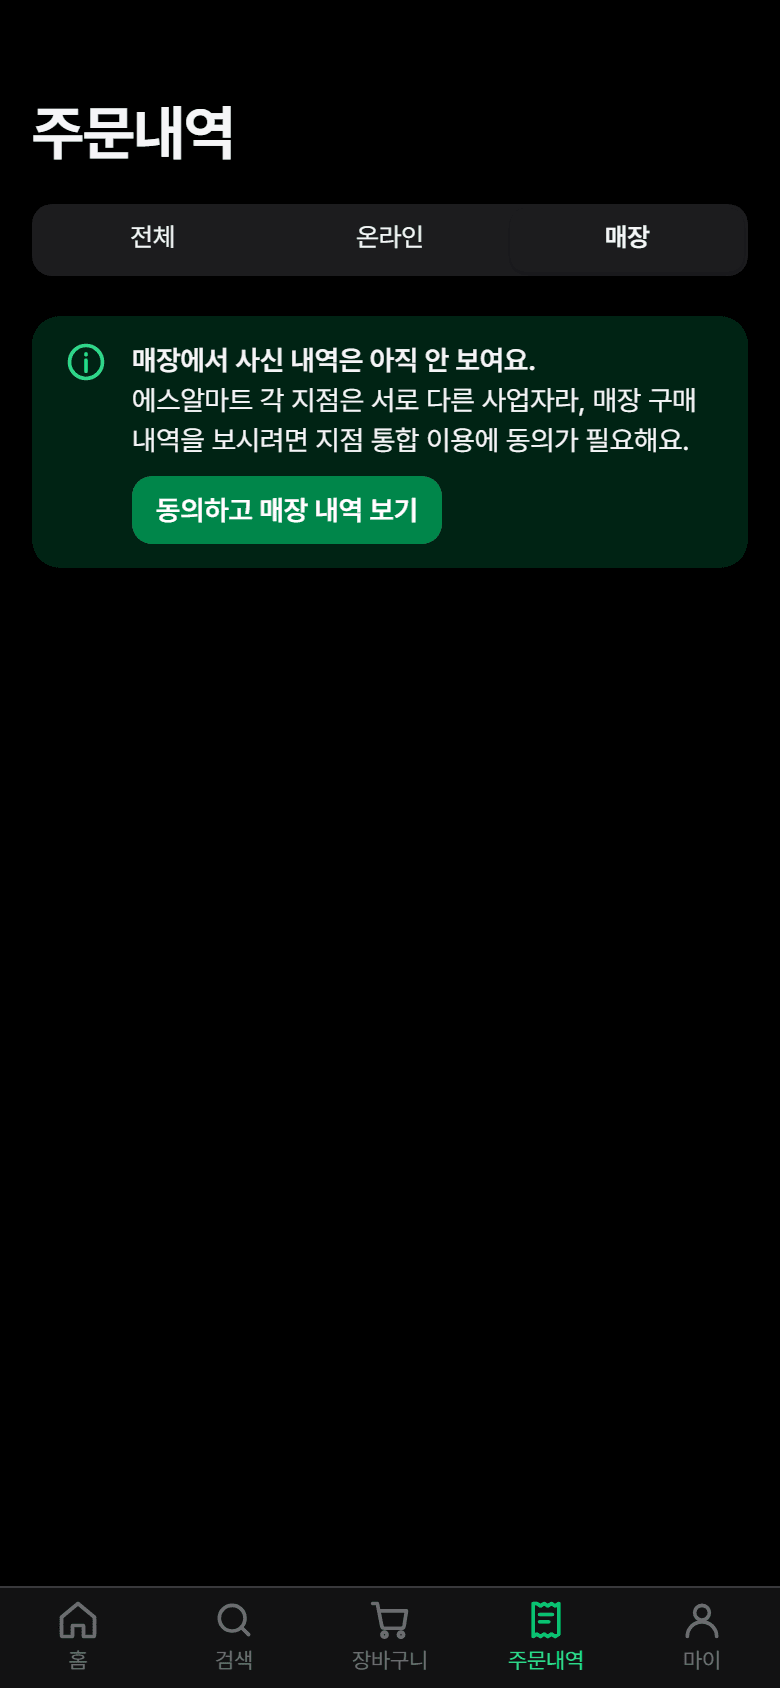 주문내역
전체
온라인
매장
매장에서 사신 내역은 아직 안 보여요.
에스알마트 각 지점은 서로 다른 사업자라, 매장 구매
내역을 보시려면 지점 통합 이용에 동의가 필요해요.
동의하고 매장 내역 보기
홈
검색
장바구니
주문내역
마이